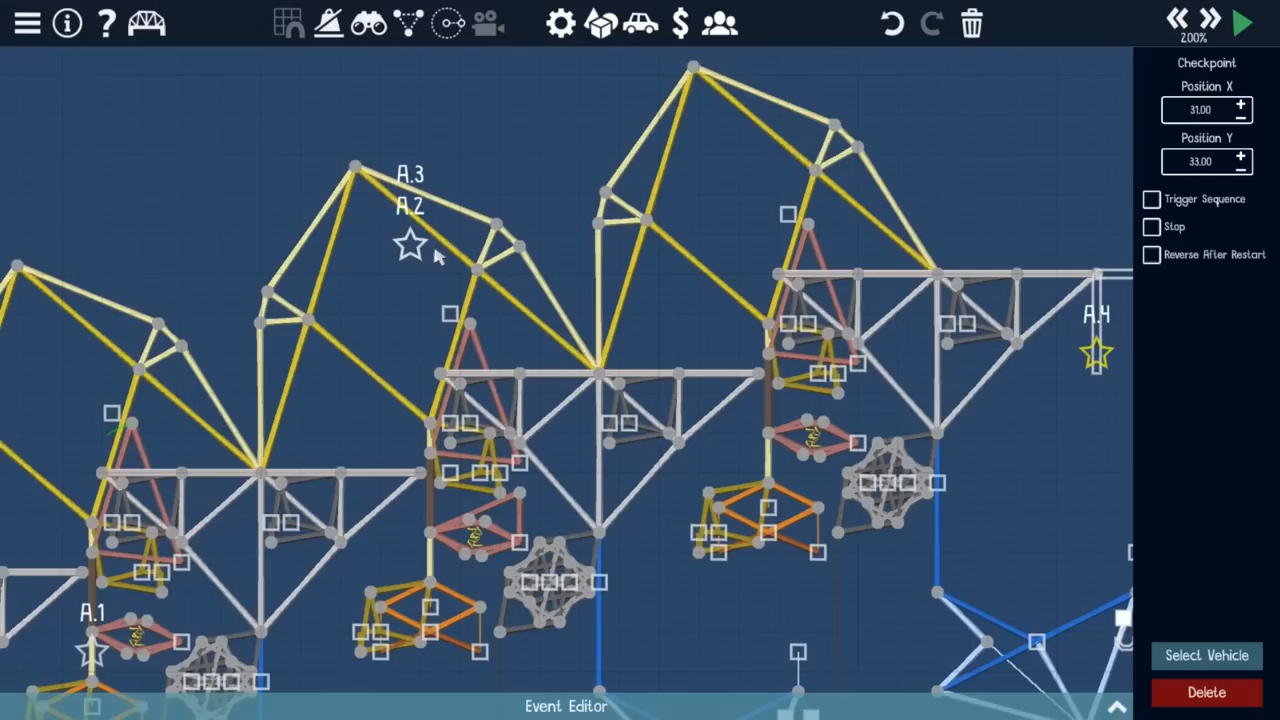 200%
Checkpoint
Position X
31.00
Position Y
33.00
Trigger Sequence
Stop
Reverse After Restart
A.3
A.2
A.4
A.1
Select Vehicle
Delete
Event Editor